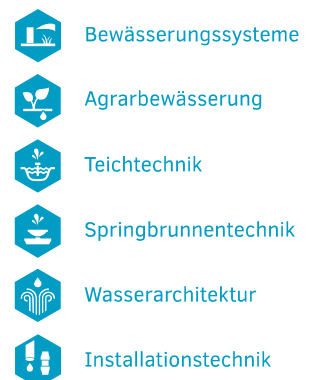 Bewässerungssysteme
Agrarbewässerung
Teichtechnik
Springbrunnentechnik
Wasserarchitektur
Installationstechnik